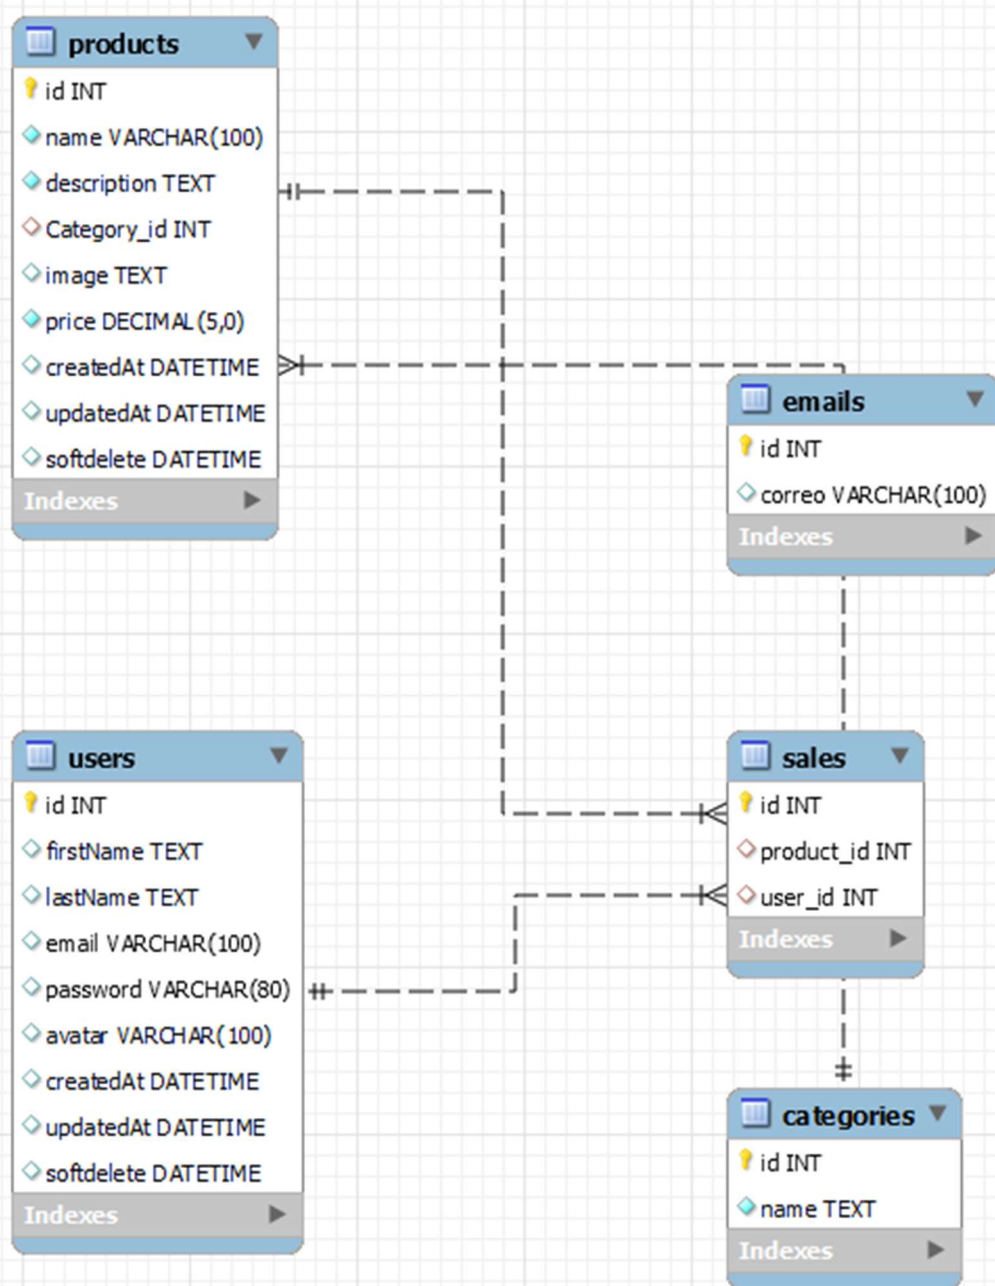 products
id INT
name VARCHAR(100)
description TEXT
Category_id INT
image TEXT
price DECIMAL(5,0)
createdAt DATETIME
updatedAt DATETIME
softdelete DATETIME
Indexes
emails
id INT
correo VARCHAR(100)
Indexes
users
id INT
firstName TEXT
lastName TEXT
email VARCHAR(100)
password VARCHAR(80)
avatar VARCHAR(100)
createdAt DATETIME
updatedAt DATETIME
softdelete DATETIME
Indexes
sales
id INT
product_id INT
user_id INT
Indexes
categories
id INT
name TEXT
Indexes